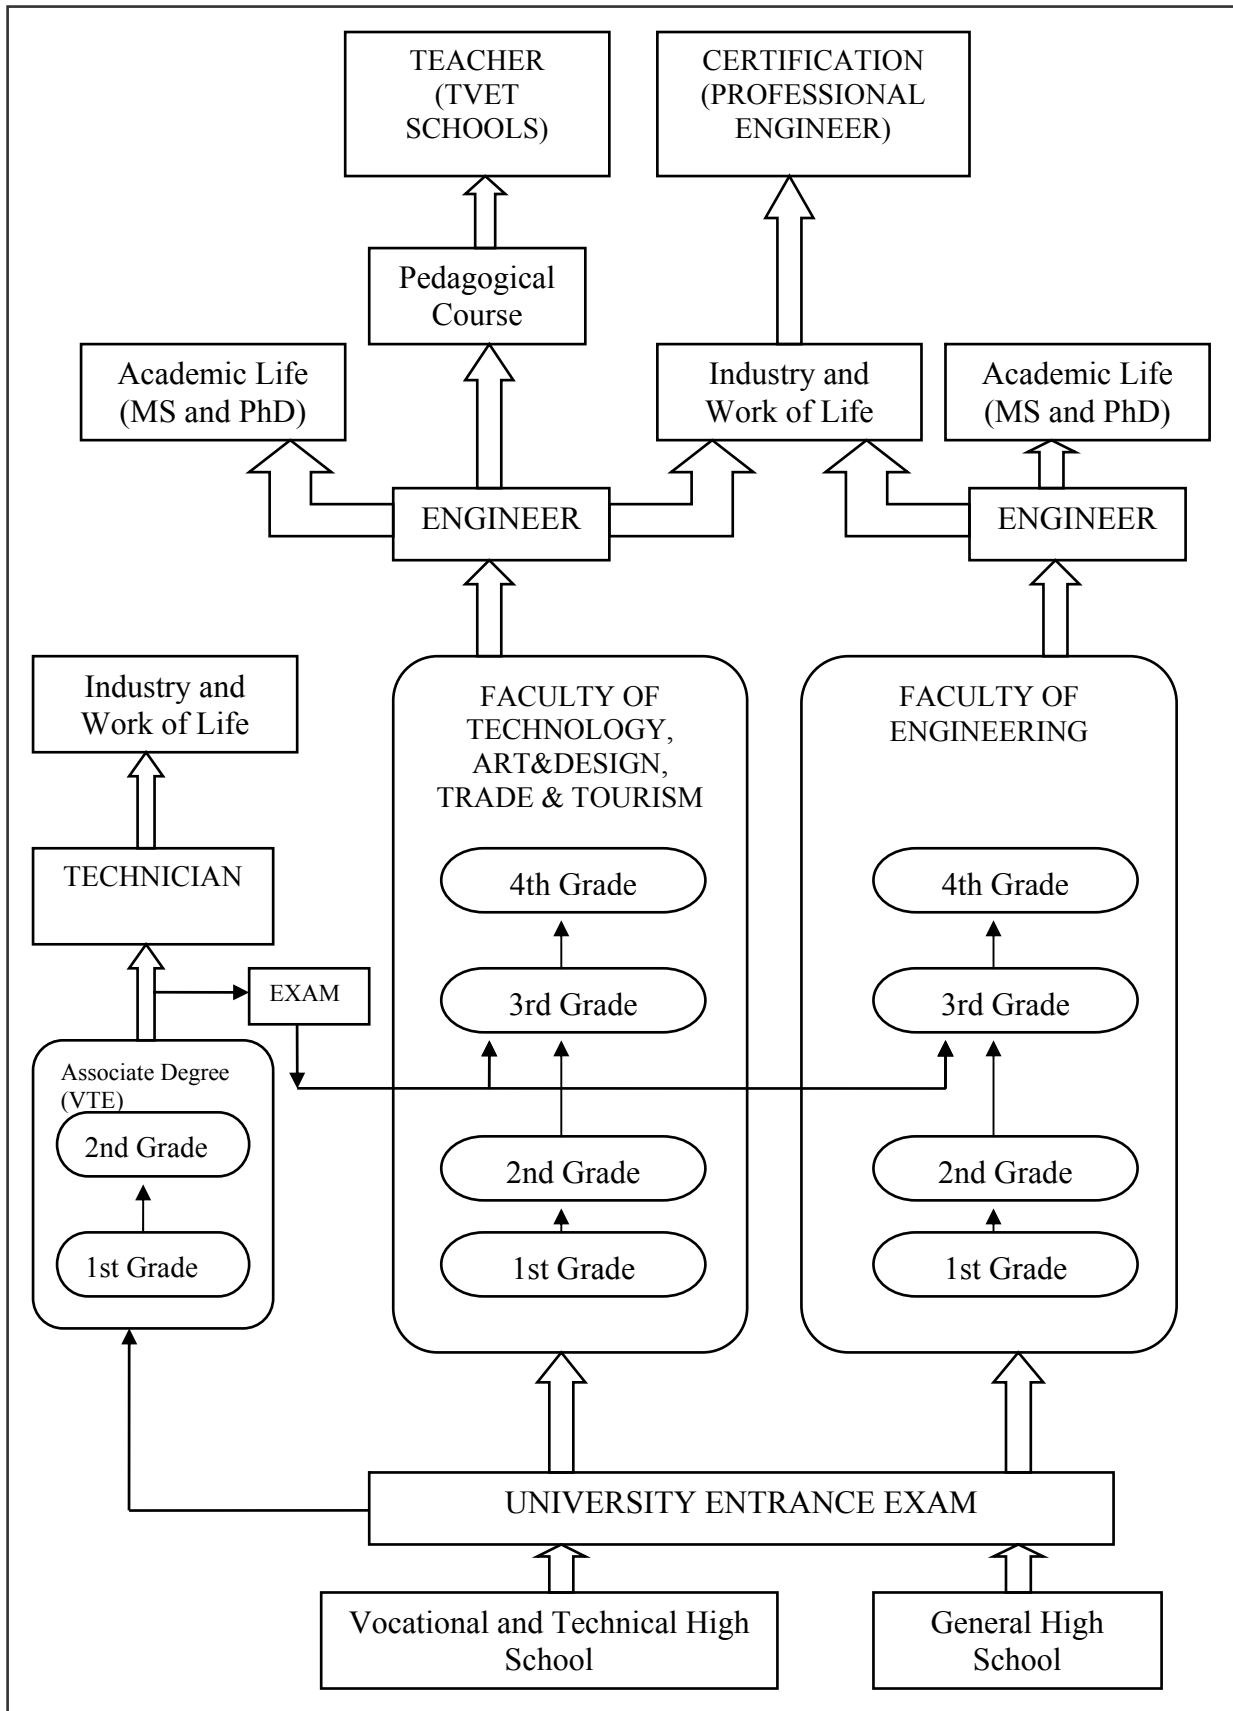 TEACHER
(TVET
SCHOOLS)
CERTIFICATION
(PROFESSIONAL
ENGINEER)
Pedagogical
Course
Academic Life
(MS and PhD)
Industry and
Work of Life
Academic Life
(MS and PhD)
ENGINEER
ENGINEER
Industry and
Work of Life
FACULTY OF
TECHNOLOGY,
ART&DESIGN,
TRADE & TOURISM
FACULTY OF
ENGINEERING
TECHNICIAN
4th Grade
4th Grade
EXAM
3rd Grade
3rd Grade
Associate Degree
(VTE)
2nd Grade
2nd Grade
2nd Grade
1st Grade
1st Grade
1st Grade
UNIVERSITY ENTRANCE EXAM
Vocational and Technical High
School
General High
School